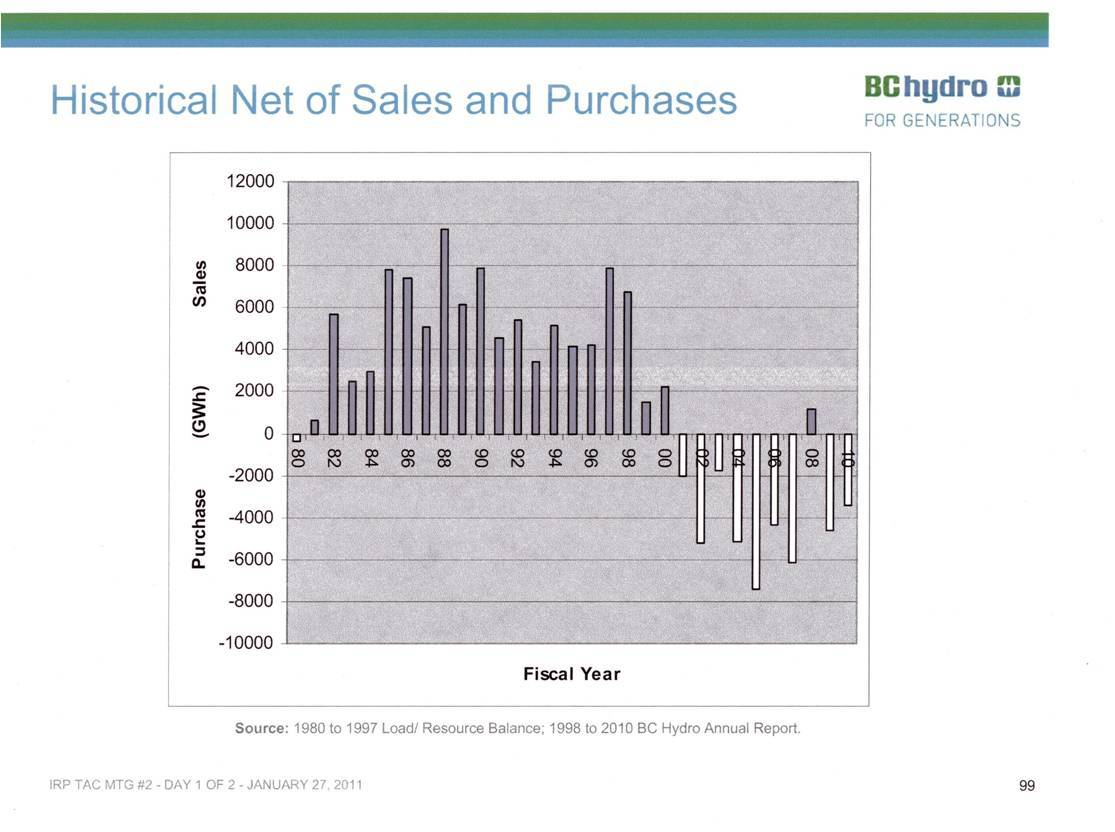 Historical Net of Sales and Purchases
BC hydro
FOR GENERATIONS
12000
10000
8000
6000
4000
2000
0
-2000
-4000
-6000
-8000
-10000
Sales
(GWh)
Purchase
80 82 84 86 88 90 92 94 96 98 00 02 04 06 08 10
Fiscal Year
Source: 1980 to 1997 Load/ Resource Balance; 1998 to 2010 BC Hydro Annual Report.
IRP TAC MTG #2 - DAY 1 OF 2 - JANUARY 27, 2011
99